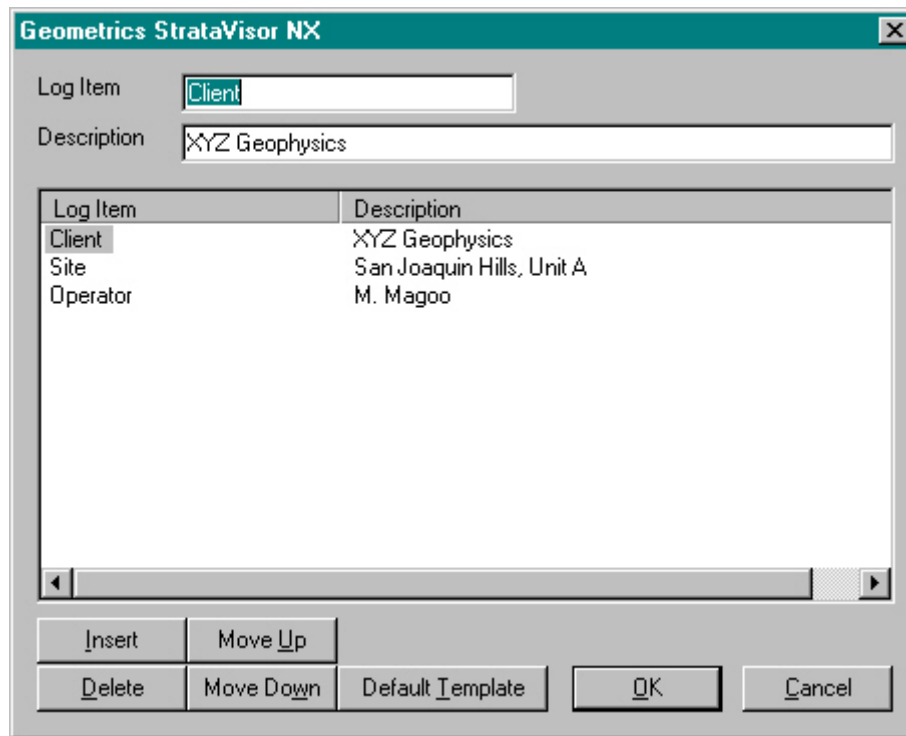 Geometrics StrataVisor NX
Log Item Client
Description XYZ Geophysics
Log Item Description
Client XYZ Geophysics
Site San Joaquin Hills, Unit A
Operator M. Magoo
Insert Move Up
Delete Move Down Default Template OK Cancel